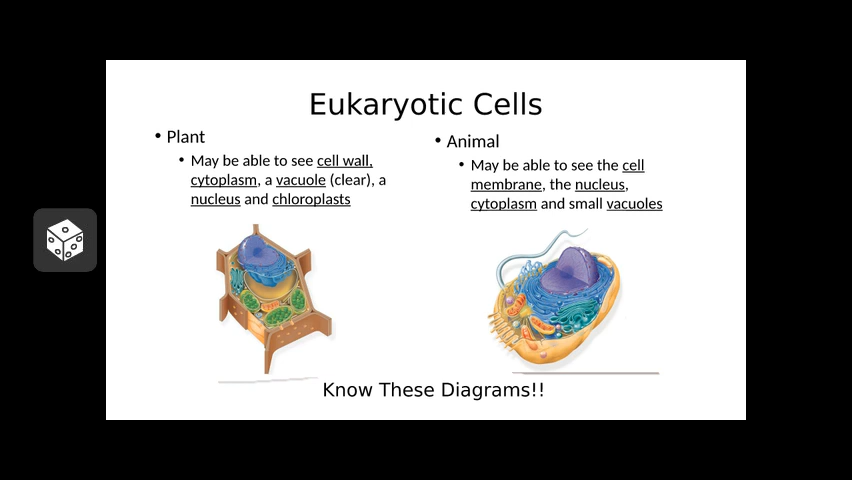 Eukaryotic Cells
• Plant
• May be able to see cell wall,
cytoplasm, a vacuole (clear), a
nucleus and chloroplasts
• Animal
• May be able to see the cell
membrane, the nucleus,
cytoplasm and small vacuoles
Know These Diagrams!!